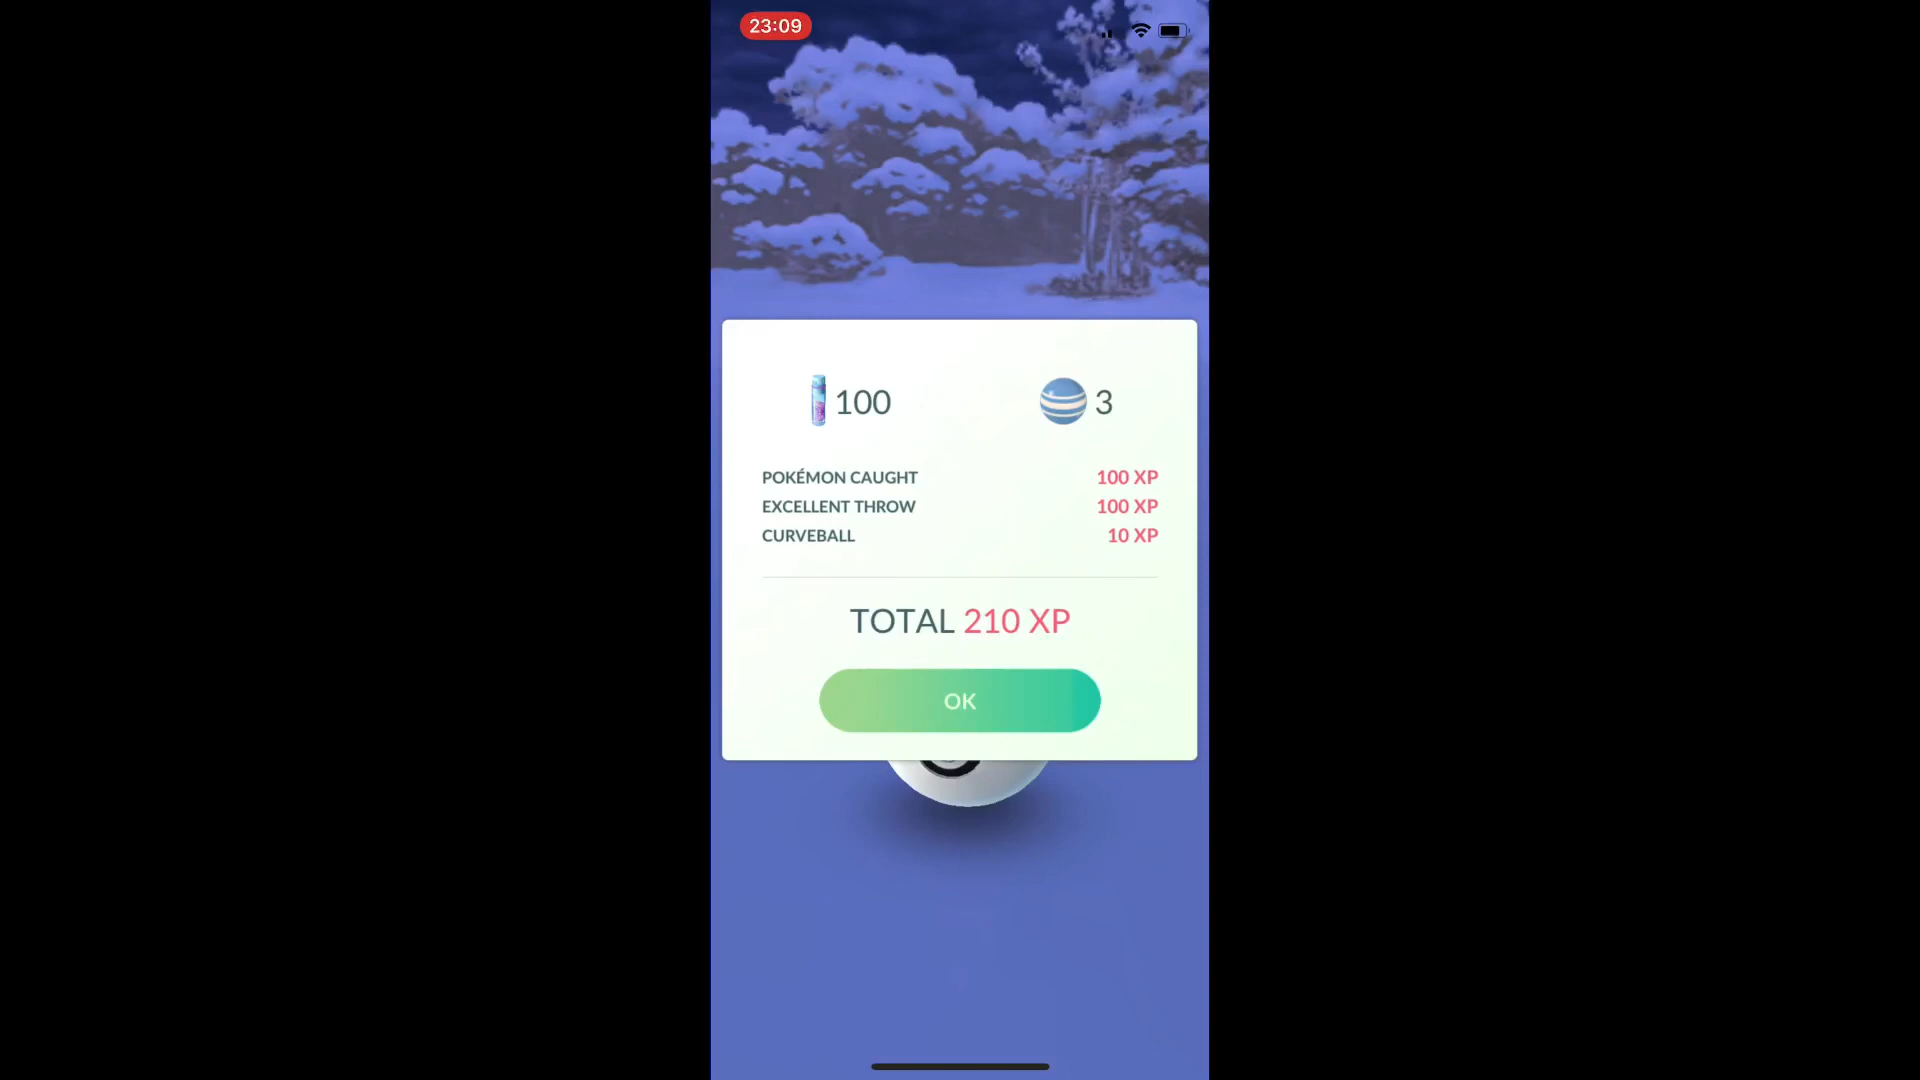 23:09
100 3
POKÉMON CAUGHT 100 XP
EXCELLENT THROW 100 XP
CURVEBALL 10 XP
TOTAL 210 XP
OK